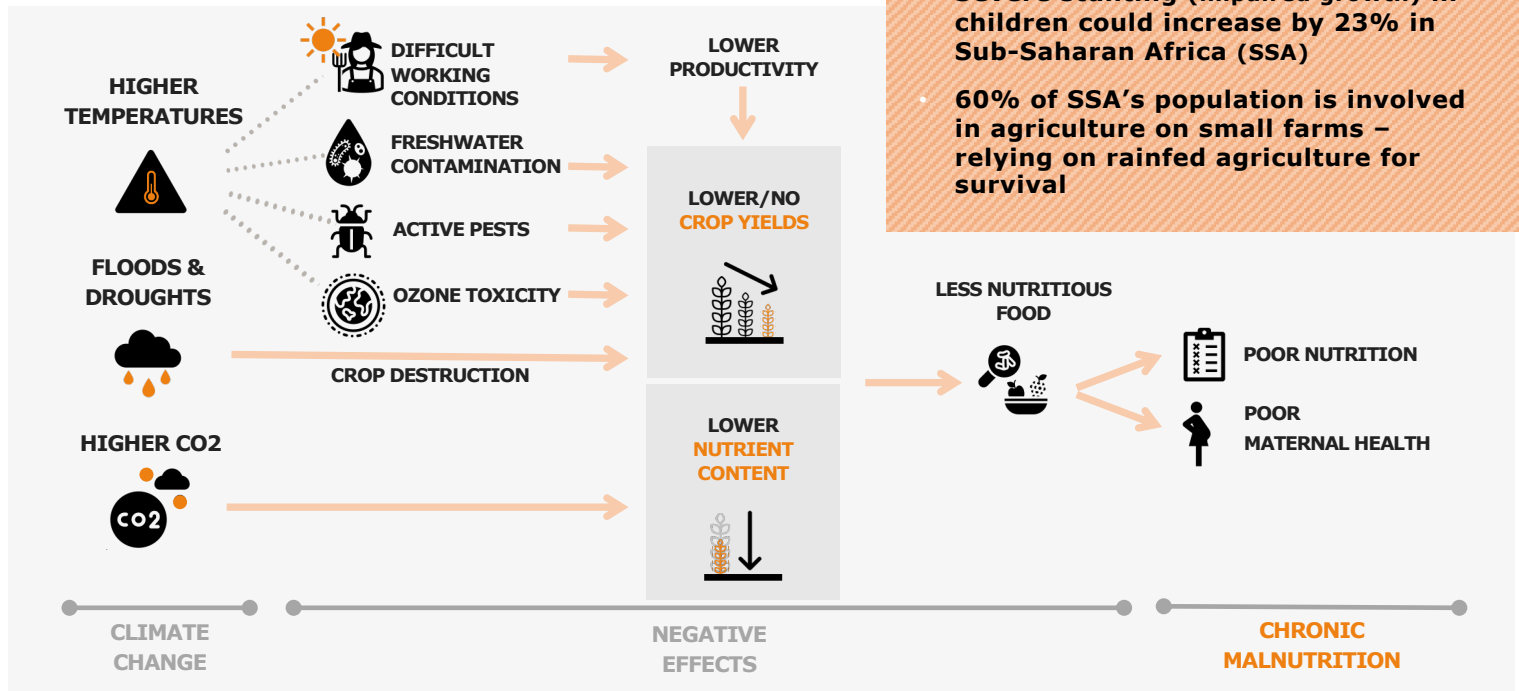 children could increase by 23% in
Sub-Saharan Africa (SSA)
60% of SSA’s population is involved
in agriculture on small farms –
relying on rainfed agriculture for
survival
HIGHER
TEMPERATURES
DIFFICULT
WORKING
CONDITIONS
LOWER
PRODUCTIVITY
FRESHWATER
CONTAMINATION
ACTIVE PESTS
OZONE TOXICITY
LOWER/NO
CROP YIELDS
FLOODS &
DROUGHTS
CROP DESTRUCTION
HIGHER CO2
CO2
LOWER
NUTRIENT
CONTENT
LESS NUTRITIOUS
FOOD
POOR NUTRITION
POOR
MATERNAL HEALTH
CLIMATE
CHANGE
NEGATIVE
EFFECTS
CHRONIC
MALNUTRITION